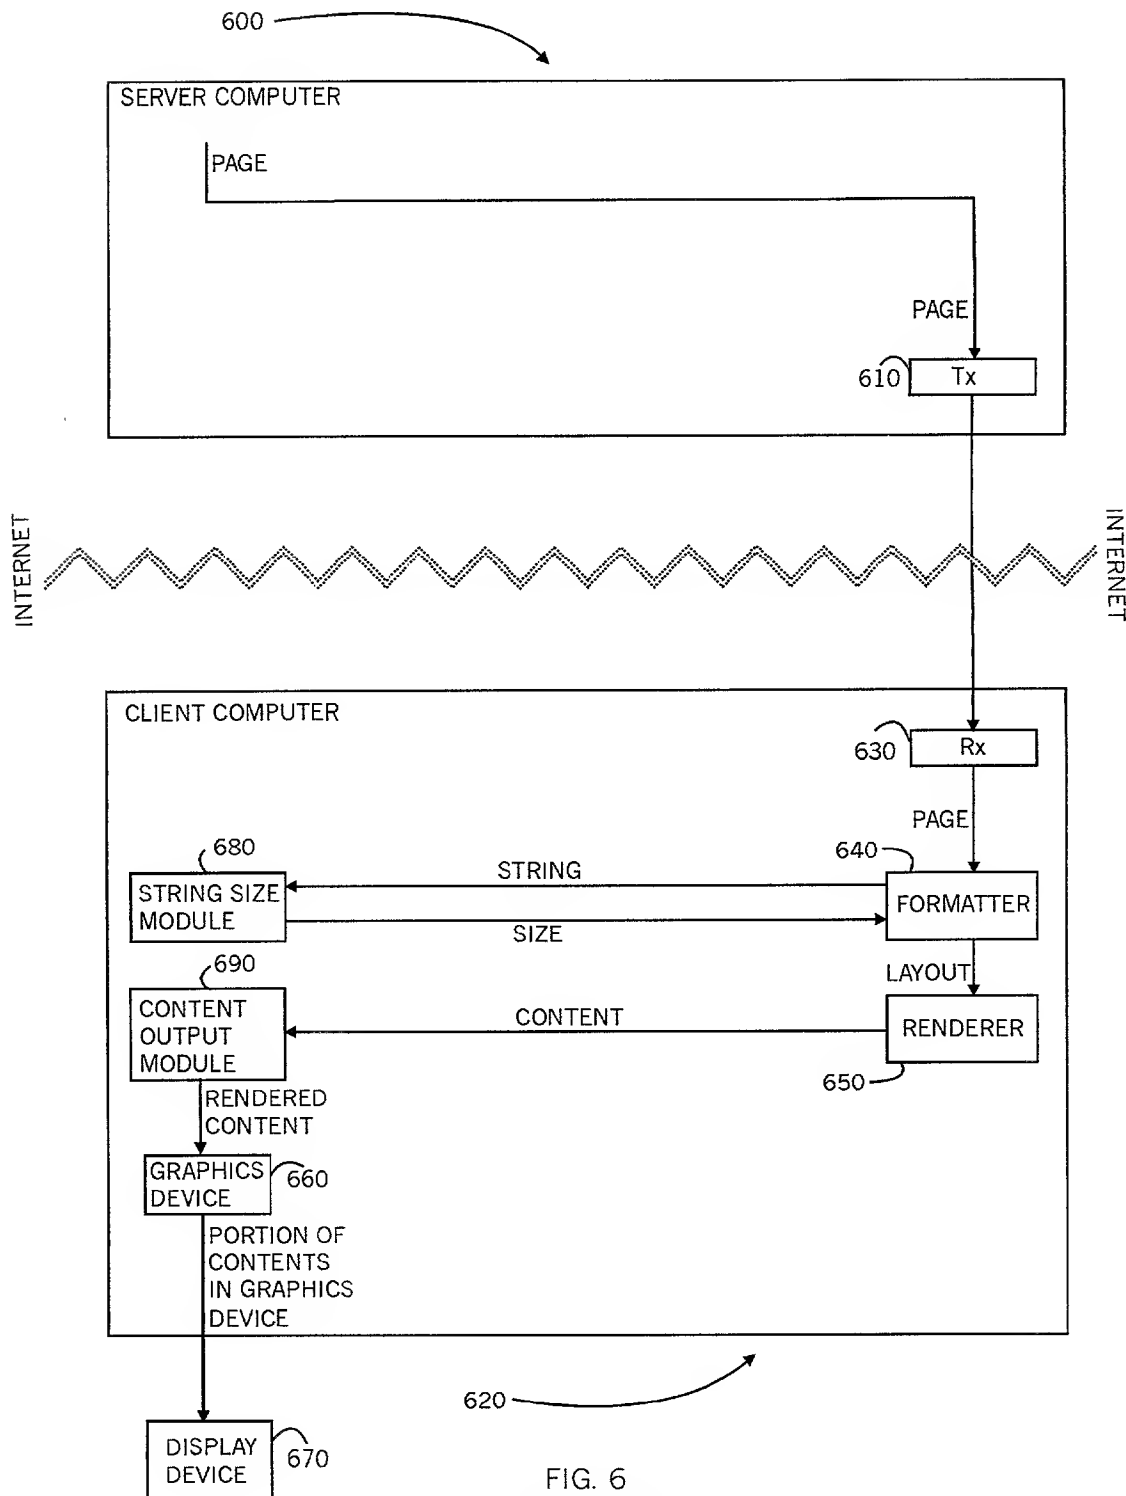 600
SERVER COMPUTER
PAGE
PAGE
610
Tx
INTERNET
INTERNET
CLIENT COMPUTER
630
Rx
PAGE
680
640
STRING
STRING SIZE
MODULE
FORMATTER
SIZE
690
LAYOUT
CONTENT
OUTPUT
MODULE
CONTENT
RENDERER
650
RENDERED
CONTENT
GRAPHICS
DEVICE
660
PORTION OF
CONTENTS
IN GRAPHICS
DEVICE
620
DISPLAY
DEVICE
670
FIG. 6